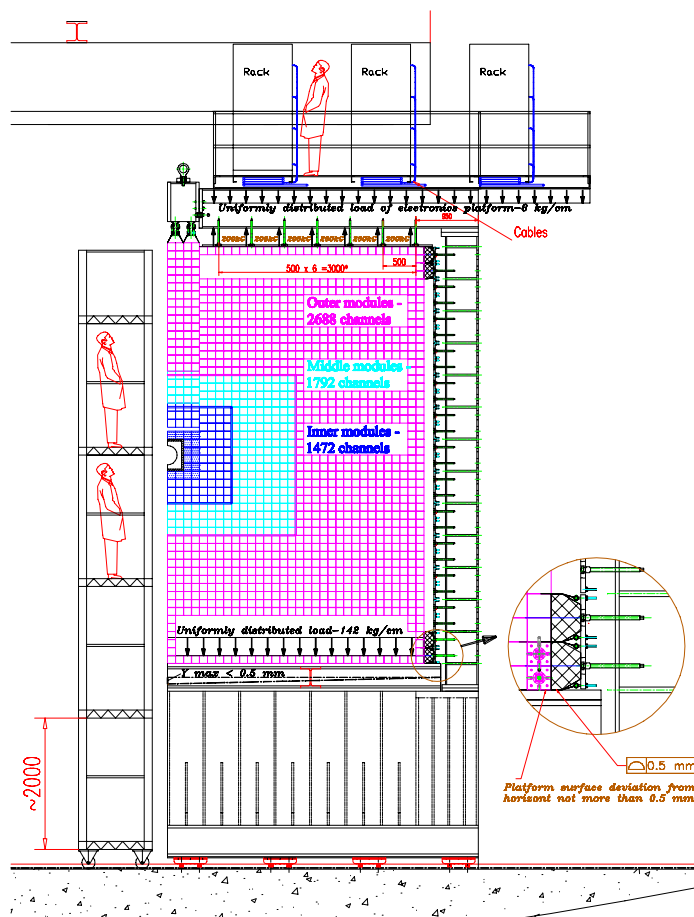 Rack
Rack
Rack
Uniformly distributed load of electronics platform-6 kg/cm
850
Cables
500
500 x 6 =3000*
Outer modules -
2688 channels
Middle modules -
1792 channels
Inner modules -
1472 channels
Uniformly distributed load-142 kg/cm
Y max < 0.5 mm
~2000
0.5 mm
Platform surface deviation from
horizont not more than 0.5 mm